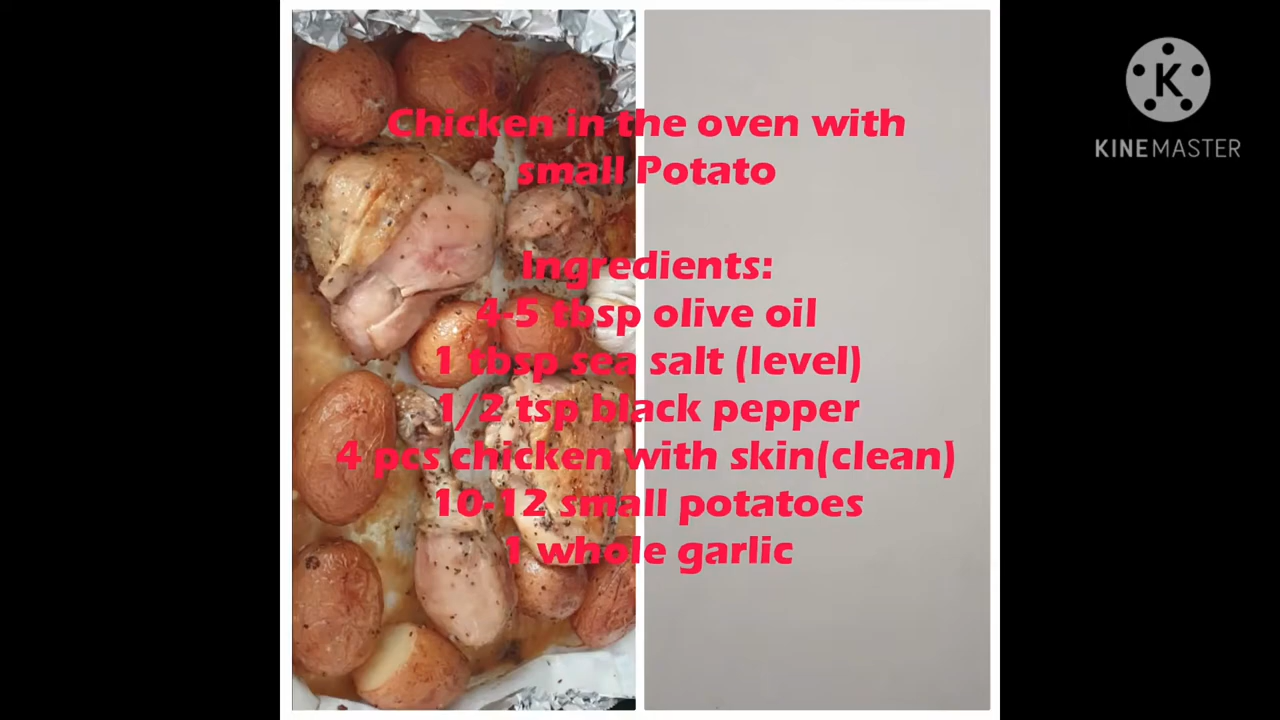 Chicken in the oven with
small Potato
Ingredients:
4-5 tbsp olive oil
1 tbsp sea salt (level)
1/2 tsp black pepper
4 pcs chicken with skin(clean)
10-12 small potatoes
1 whole garlic
K
KINEMASTER